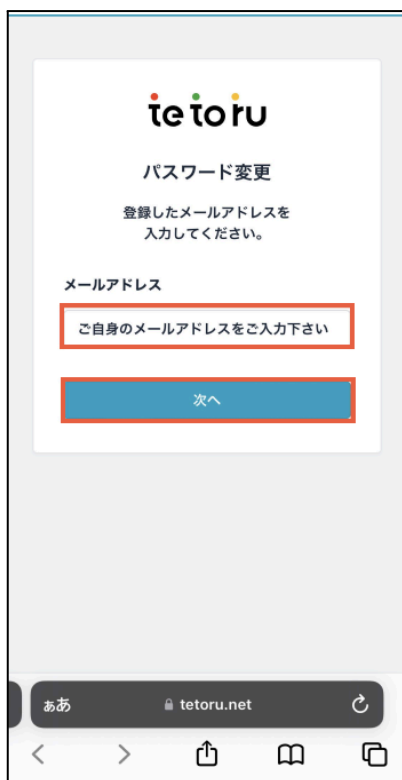 tetoru
パスワード変更
登録したメールアドレスを
入力してください。
メールアドレス
ご自身のメールアドレスをご入力下さい
次へ
ぁあ
tetoru.net